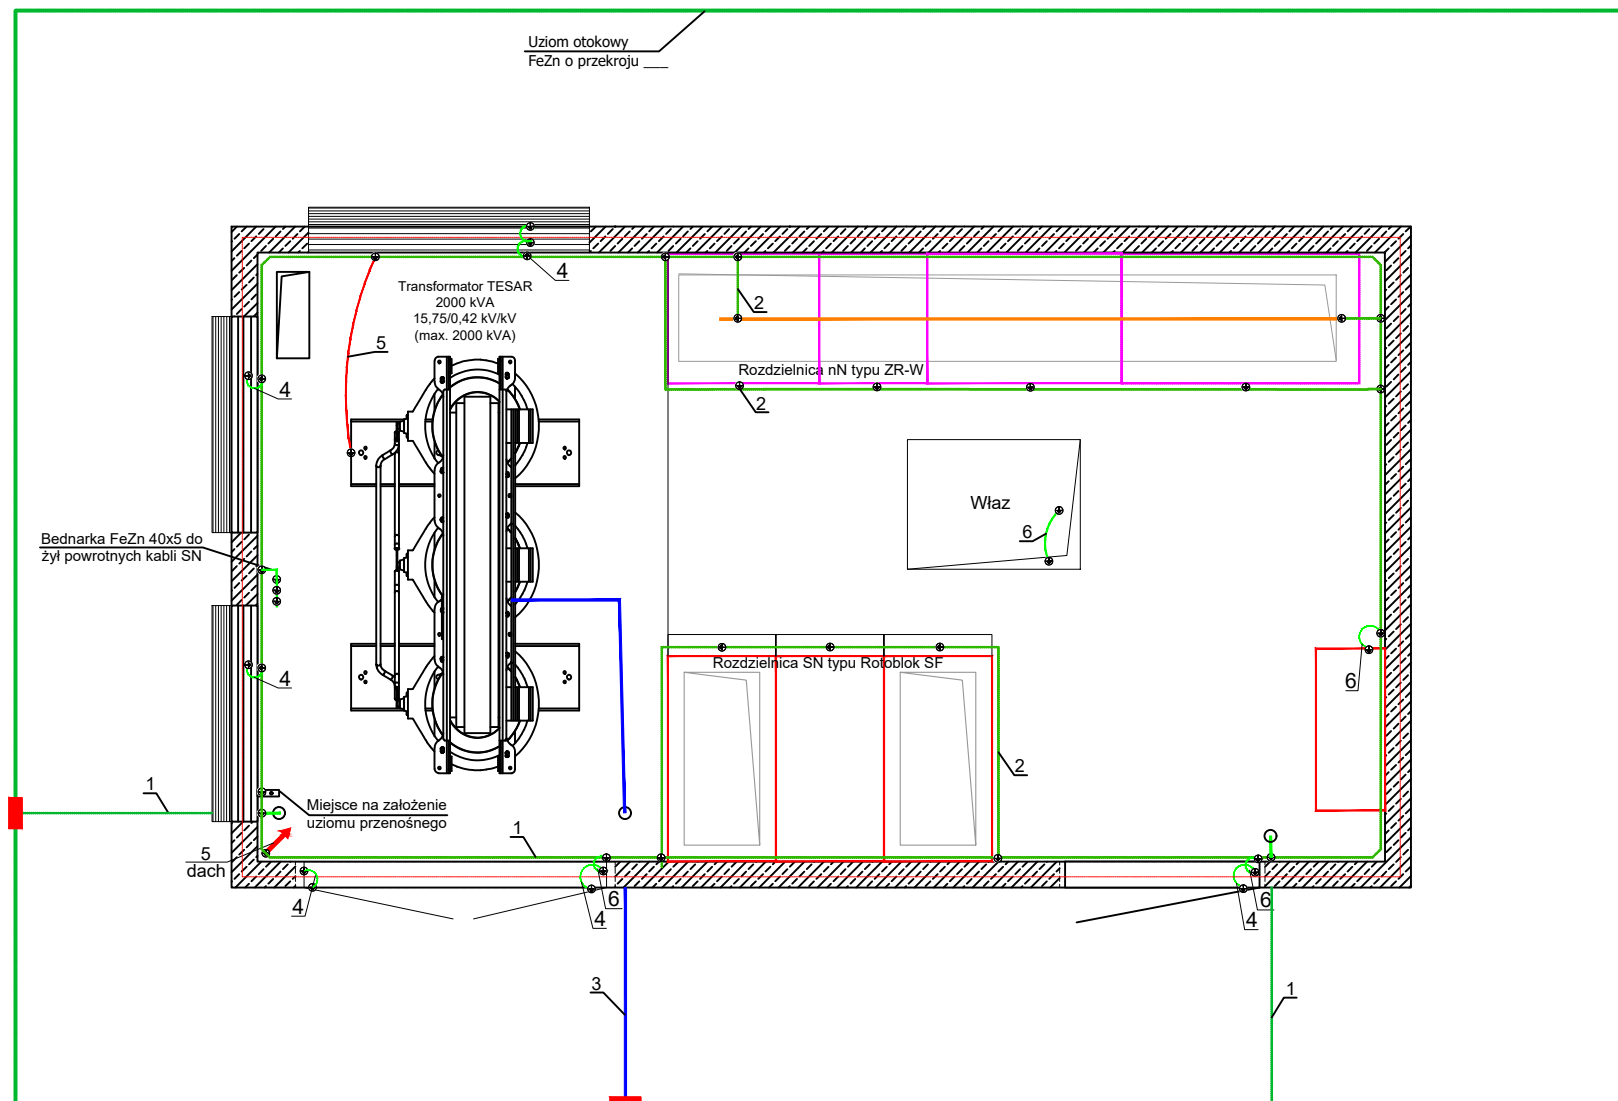 Uziom otokowy
FeZn o przekroju ___
4
Transformator TESAR
2000 kVA
15,75/0,42 kV/kV
(max. 2000 kVA)
2
5
Rozdzielnica nN typu ZR-W
4
2
Właz
6
Bednarka FeZn 40x5 do
żył powrotnych kabli SN
Rozdzielnica SN typu Rotoblok SF
4
6
2
1
Miejsce na założenie
uziomu przenośnego
1
5
dach
4
6
4
6
4
3
1